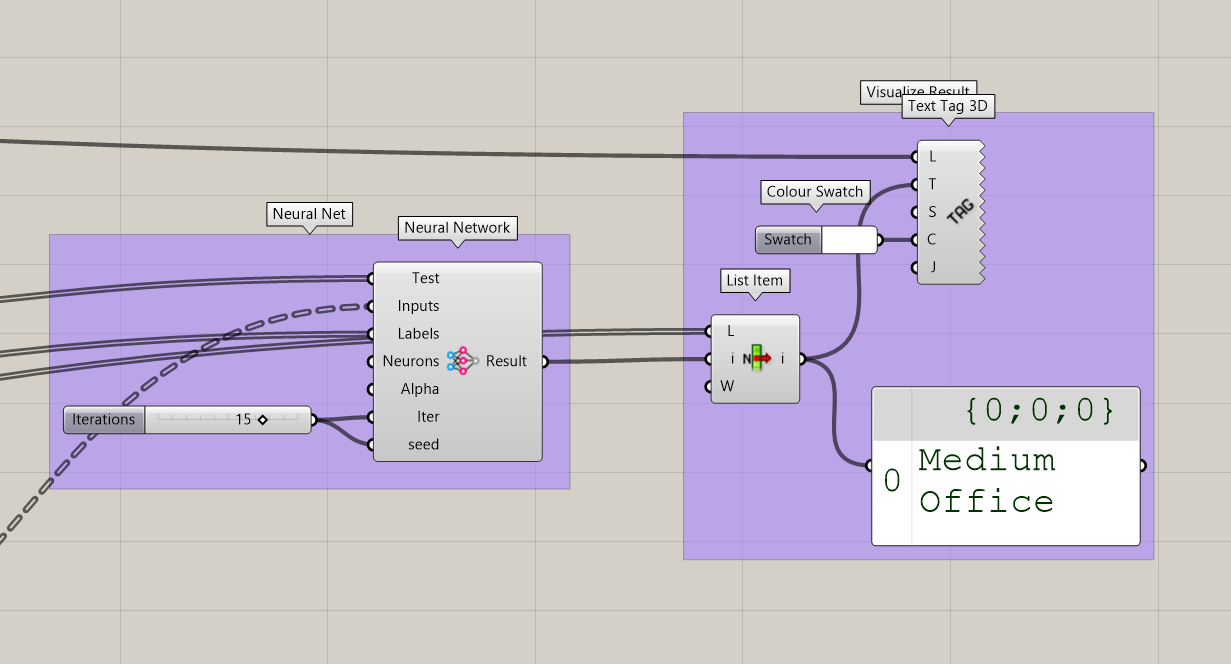 Visualize Result
Text Tag 3D
L
T
S
C
J
TAG
Colour Swatch
Swatch
Neural Net
Neural Network
Test
Inputs
Labels
Neurons
Alpha
Iter
seed
Result
Iterations
15
List Item
L
i
W
N
i
{0;0;0}
0
Medium
Office